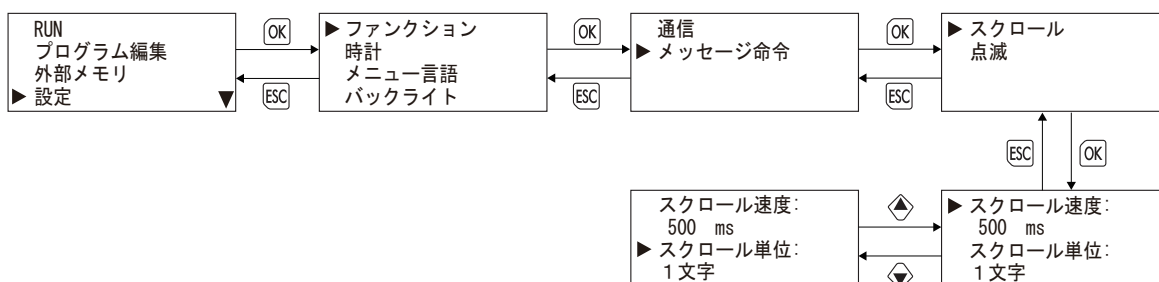 RUN
プログラム編集
外部メモリ
▶ 設定 ▼
OK
ESC
▶ ファンクション
時計
メニュー言語
バックライト
OK
ESC
通信
▶ メッセージ命令
OK
ESC
▶ スクロール
点滅
ESC
OK
スクロール速度:
500 ms
▶ スクロール単位:
1文字
▶ スクロール速度:
500 ms
スクロール単位:
1文字